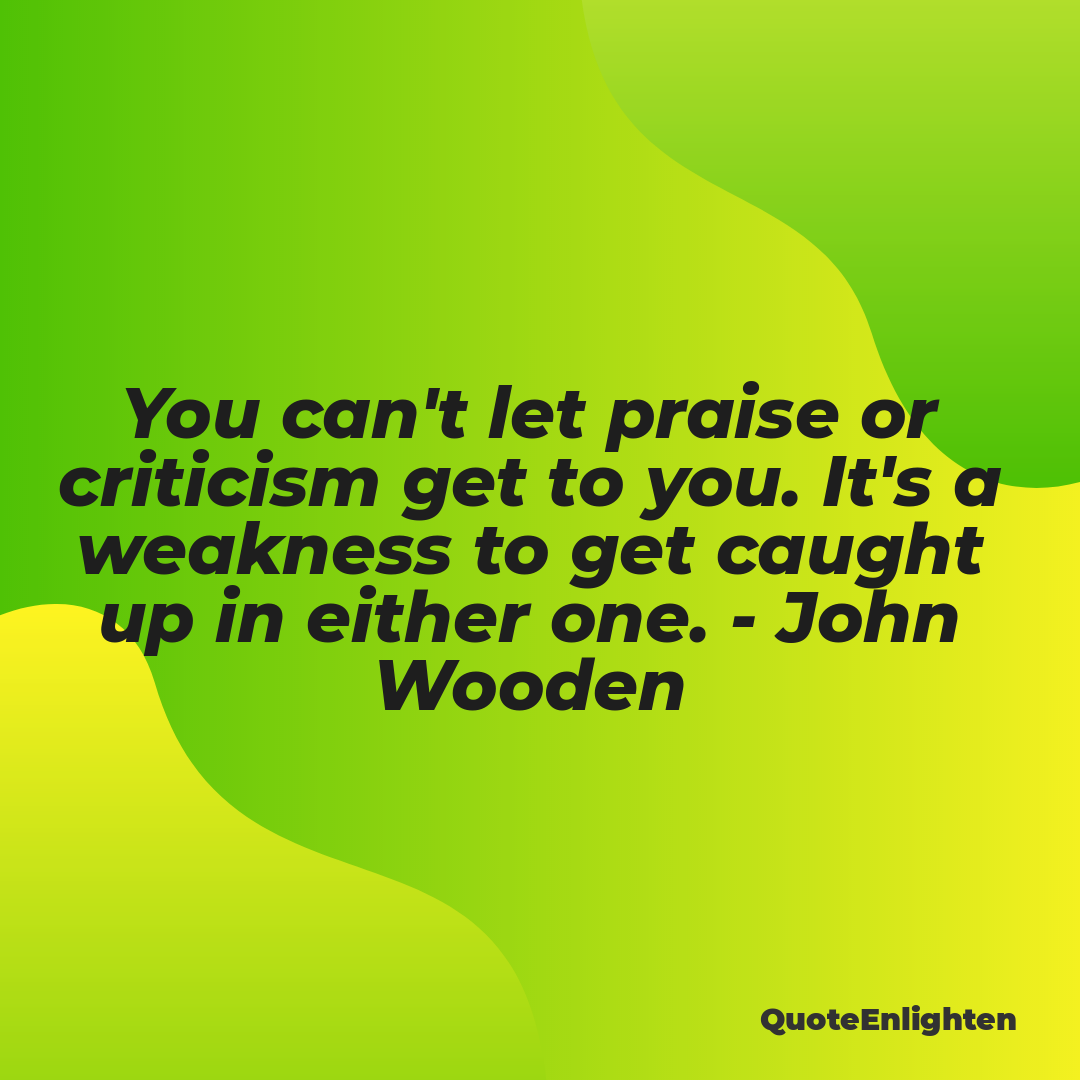 You can't let praise or
criticism get to you. It's a
weakness to get caught
up in either one. - John
Wooden
QuoteEnlighten